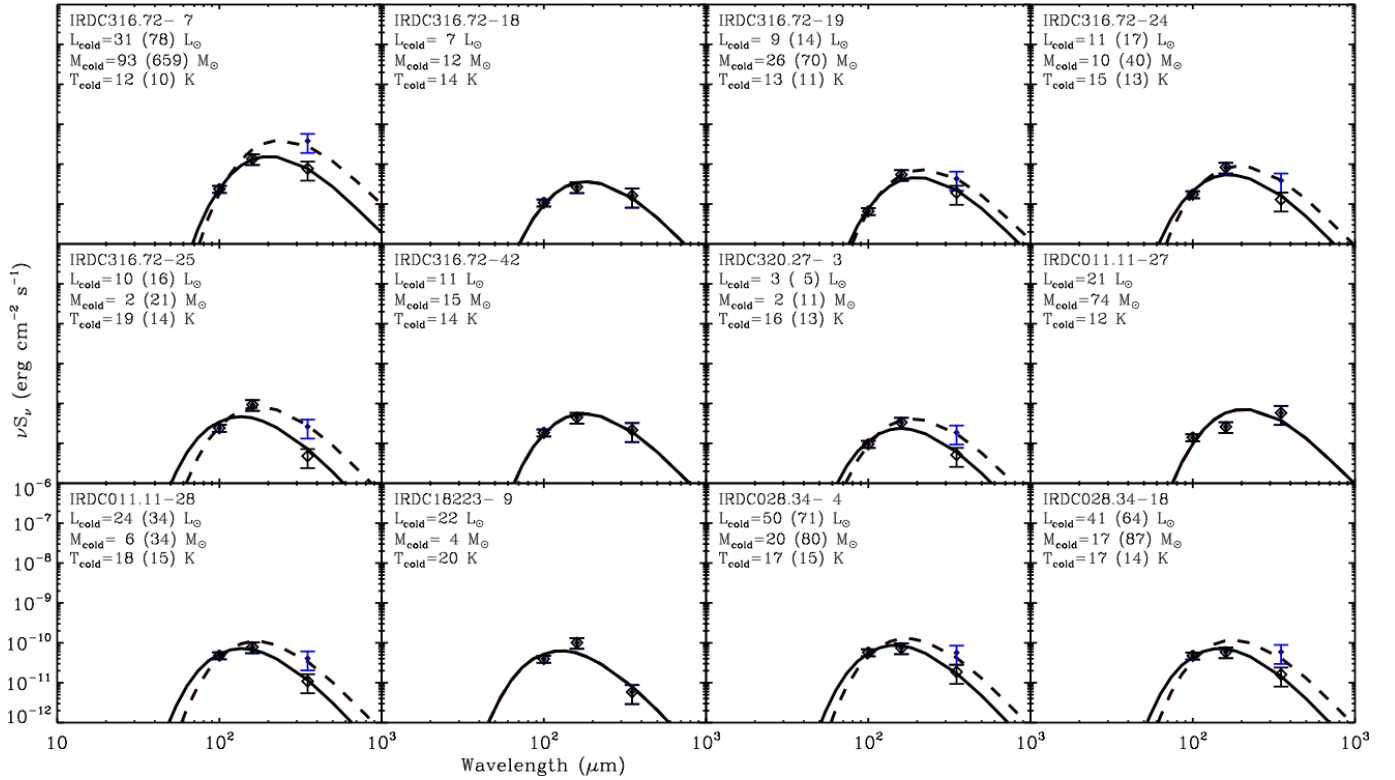 IRDC316.72- 7
L_cold=31 (78) L_⊙
M_cold=93 (659) M_⊙
T_cold=12 (10) K
IRDC316.72-18
L_cold= 7 L_⊙
M_cold=12 M_⊙
T_cold=14 K
IRDC316.72-19
L_cold= 9 (14) L_⊙
M_cold=26 (70) M_⊙
T_cold=13 (11) K
IRDC316.72-24
L_cold=11 (17) L_⊙
M_cold=10 (40) M_⊙
T_cold=15 (13) K
IRDC316.72-25
L_cold=10 (16) L_⊙
M_cold= 2 (21) M_⊙
T_cold=19 (14) K
IRDC316.72-42
L_cold=11 L_⊙
M_cold=15 M_⊙
T_cold=14 K
IRDC320.27- 3
L_cold= 3 ( 5) L_⊙
M_cold= 2 (11) M_⊙
T_cold=16 (13) K
IRDC011.11-27
L_cold=21 L_⊙
M_cold=74 M_⊙
T_cold=12 K
νS_ν (erg cm⁻² s⁻¹)
IRDC011.11-28
L_cold=24 (34) L_⊙
M_cold= 6 (34) M_⊙
T_cold=18 (15) K
IRDC18223- 9
L_cold=22 L_⊙
M_cold= 4 M_⊙
T_cold=20 K
IRDC028.34- 4
L_cold=50 (71) L_⊙
M_cold=20 (80) M_⊙
T_cold=17 (15) K
IRDC028.34-18
L_cold=41 (64) L_⊙
M_cold=17 (87) M_⊙
T_cold=17 (14) K
10⁻⁶
10⁻⁷
10⁻⁸
10⁻⁹
10⁻¹⁰
10⁻¹¹
10⁻¹²
10 10² 10³ 10² 10³ 10² 10³ 10² 10³
Wavelength (μm)